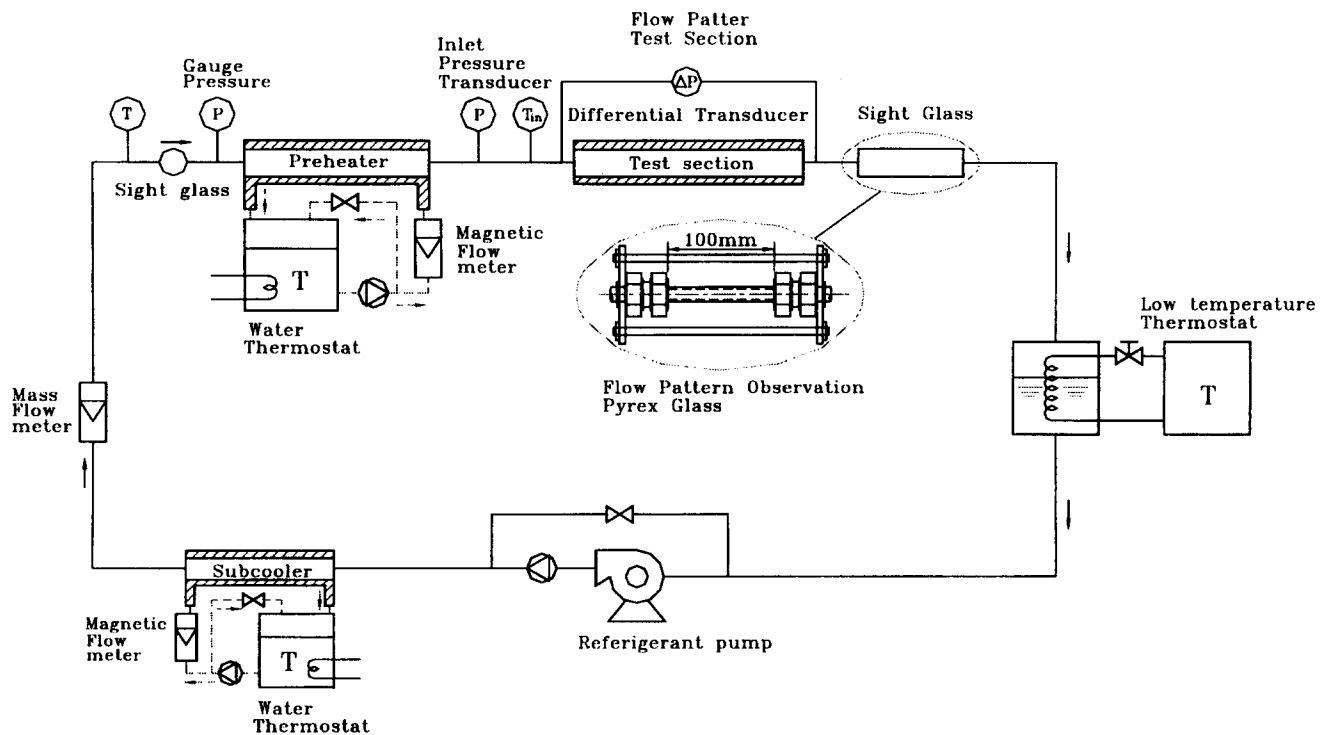 Flow Patter
Test Section
Inlet
Pressure
Transducer
Gauge
Pressure
T
P
P
Tin
ΔP
Differential Transducer
Sight Glass
Preheater
Test section
Sight glass
Magnetic
Flow
meter
100mm
T
Water
Thermostat
Low temperature
Thermostat
Flow Pattern Observation
Pyrex Glass
T
Mass
Flow
meter
Subcooler
Magnetic
Flow
meter
T
Referigerant pump
Water
Thermostat